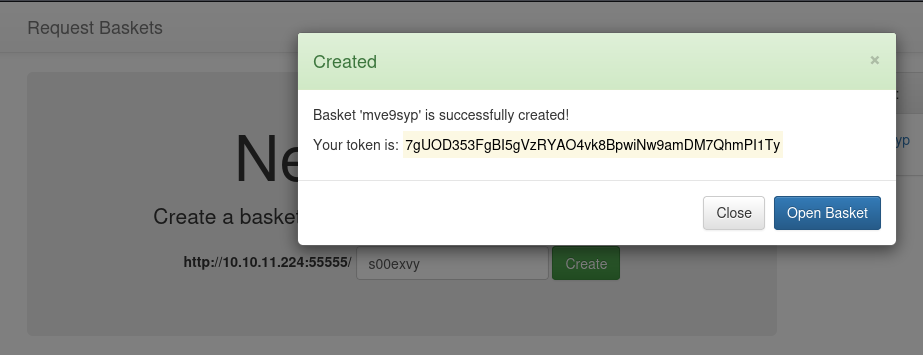 Request Baskets
Created ×
Basket 'mve9syp' is successfully created!
Your token is: 7gUOD353FgBI5gVzRYAO4vk8BpwiNw9amDM7QhmPI1Ty
Close Open Basket
Ne
Create a basket
http://10.10.11.224:55555/ s00exvy Create
yp